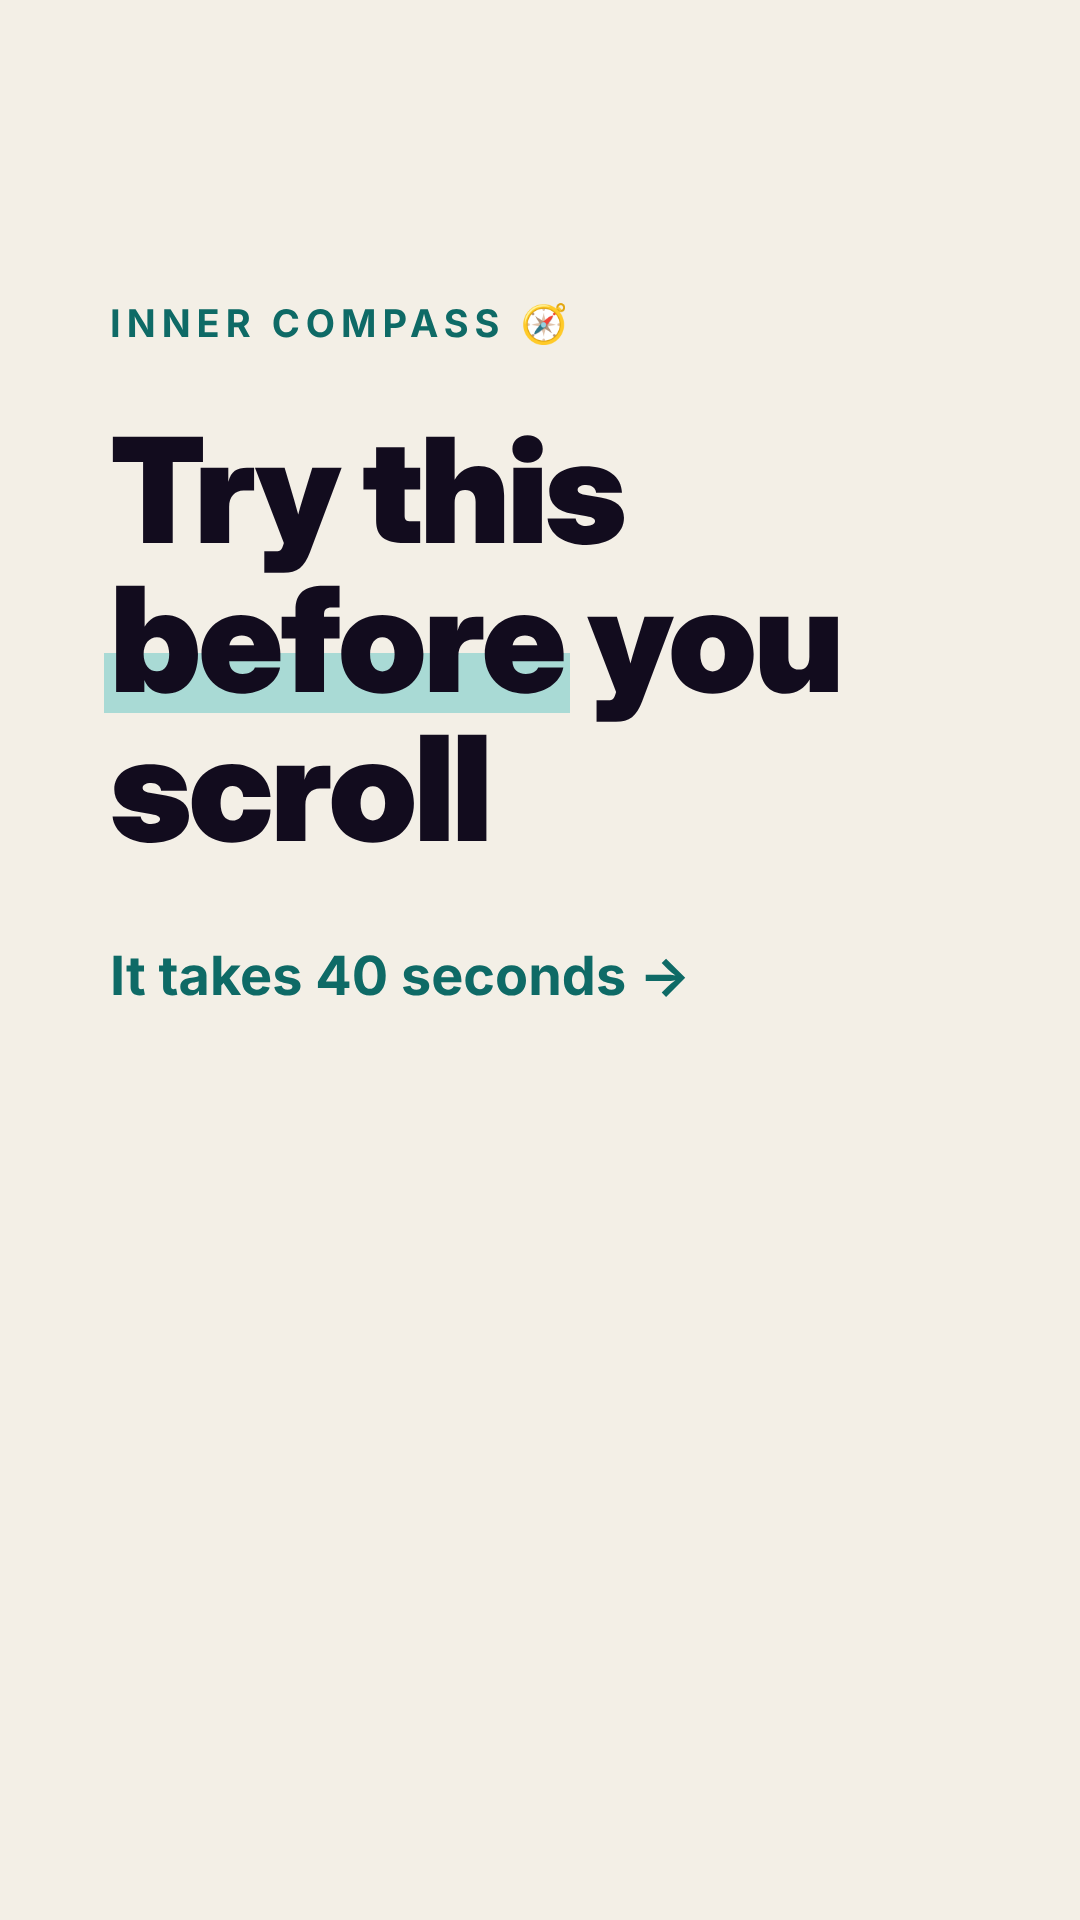 INNER COMPASS 🧭
Try this
before you
scroll
It takes 40 seconds →